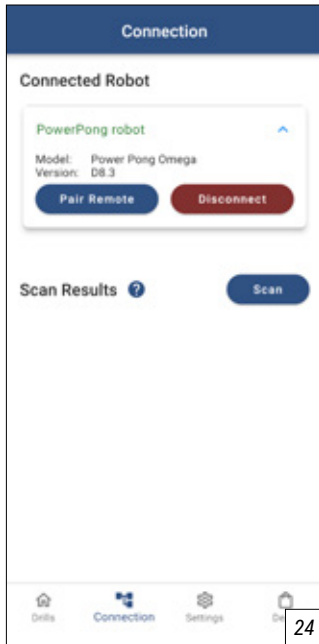 Connection
Connected Robot
PowerPong robot
Model: Power Pong Omega
Version: D8.3
Pair Remote Disconnect
Scan Results ? Scan
Drills Connection Settings
24